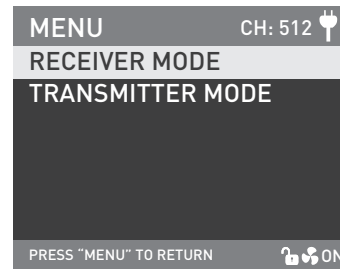 MENU CH: 512
RECEIVER MODE
TRANSMITTER MODE
PRESS “MENU” TO RETURN ON